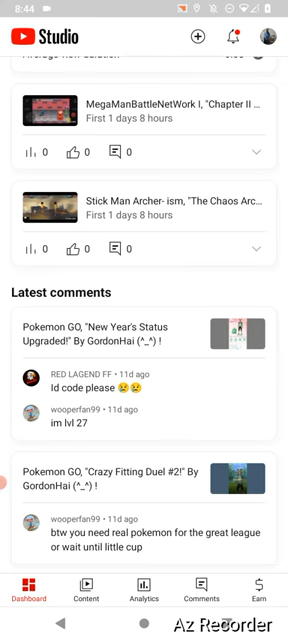 8:44
Studio
Average view duration
MegaManBattleNetWork I, "Chapter II ...
First 1 days 8 hours
0 0 0
Stick Man Archer- ism, "The Chaos Arc...
First 1 days 8 hours
0 0 0
Latest comments
Pokemon GO, "New Year's Status
Upgraded!" By GordonHai (^_^) !
RED LAGEND FF • 11d ago
Id code please 😢😢
wooperfan99 • 11d ago
im lvl 27
Pokemon GO, "Crazy Fitting Duel #2!" By
GordonHai (^_^) !
wooperfan99 • 11d ago
btw you need real pokemon for the great league
or wait until little cup
Dashboard Content Analytics Comments Earn
Az Recorder